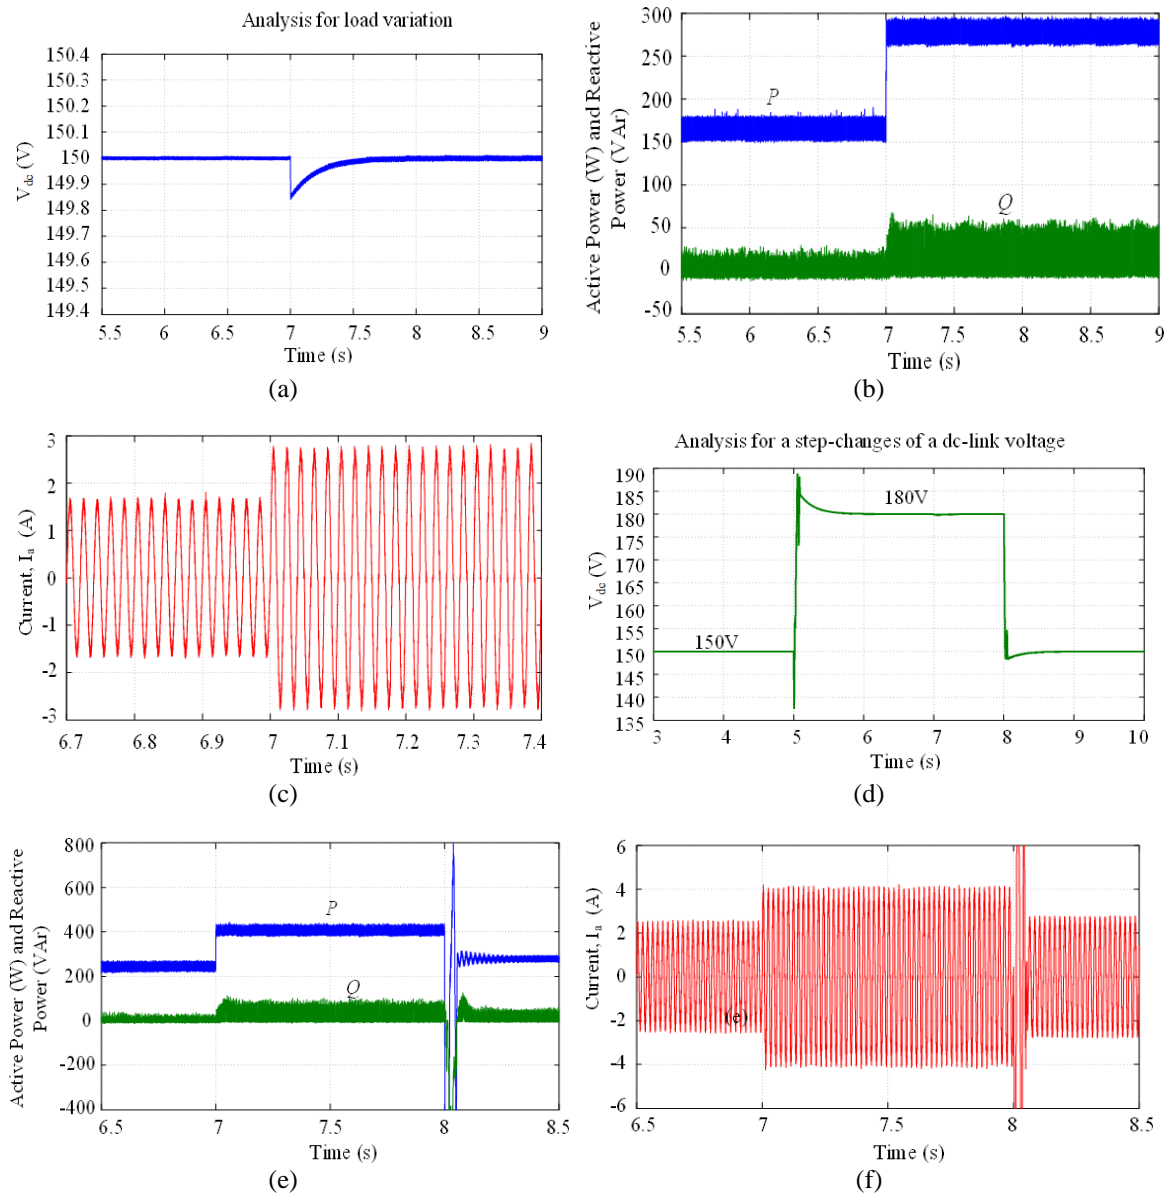 Analysis for load variation
150.4
150.3
150.2
150.1
150
149.9
149.8
149.7
149.6
149.5
149.4
V_dc (V)
5.5 6 6.5 7 7.5 8 8.5 9
Time (s)
(a)
Active Power (W) and Reactive
Power (VAr)
300
250
200
150
100
50
0
-50
P
Q
5.5 6 6.5 7 7.5 8 8.5 9
Time (s)
(b)
Current, I_a (A)
3
2
1
0
-1
-2
-3
6.7 6.8 6.9 7 7.1 7.2 7.3 7.4
Time (s)
(c)
Analysis for a step-changes of a dc-link voltage
V_dc (V)
190
185
180
175
170
165
160
155
150
145
140
135
180V
150V
3 4 5 6 7 8 9 10
Time (s)
(d)
Active Power (W) and Reactive
Power (VAr)
800
600
400
200
0
-200
-400
P
Q
6.5 7 7.5 8 8.5
Time (s)
(e)
Current, I_a (A)
6
4
2
0
-2
-4
-6
(e)
6.5 7 7.5 8 8.5
Time (s)
(f)